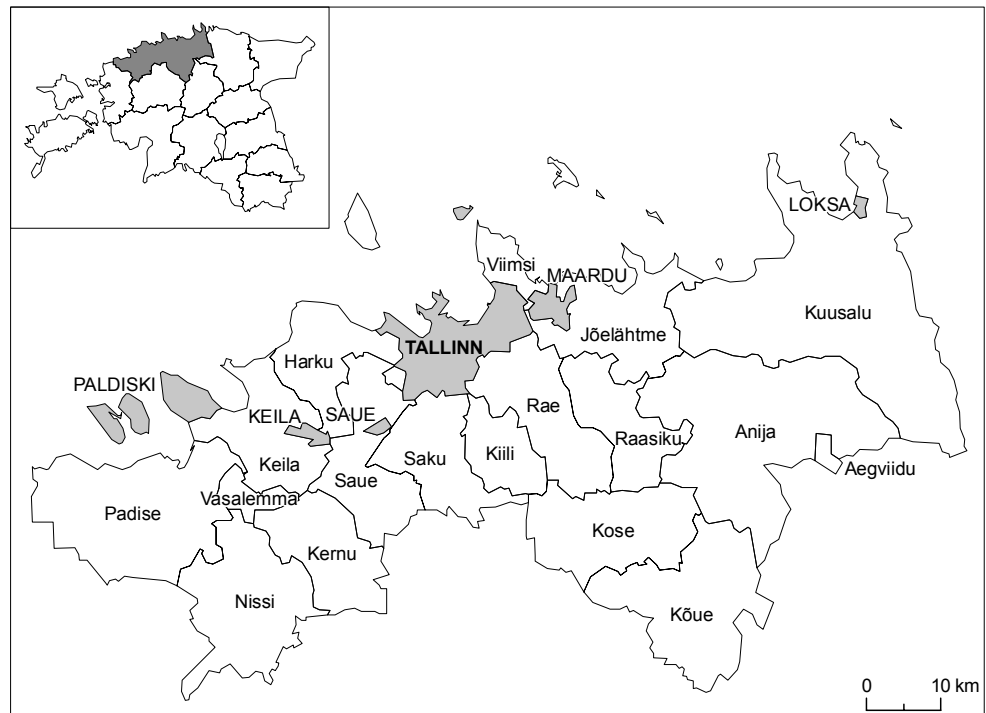 LOKSA
Viimsi
MAARDU
Kuusalu
Jõelähtme
TALLINN
Harku
PALDISKI
KEILA
SAUE
Rae
Anija
Raasiku
Keila
Saku
Kiili
Aegviidu
Saue
Vasalemma
Padise
Kose
Kernu
Nissi
Kõue
0 10 km